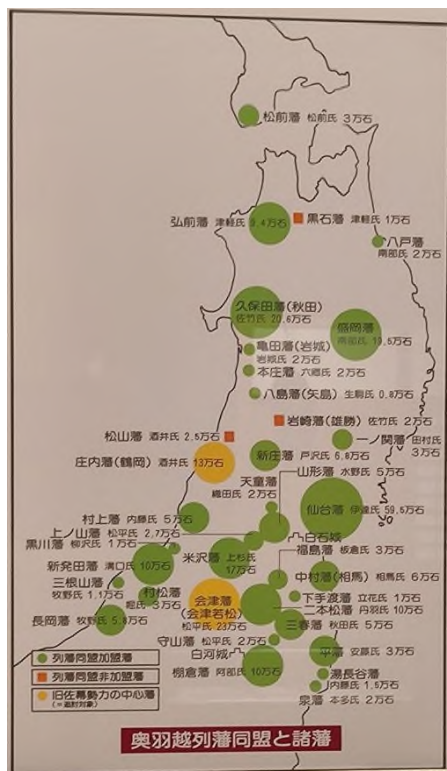 松前藩 松前氏 3万石
弘前藩 津軽氏 9.4万石
黒石藩 津軽氏 1万石
八戸藩
南部氏 2万石
久保田藩(秋田)
佐竹氏 20.6万石
盛岡藩
南部氏
亀田藩(岩城)
岩城氏 2万石
本庄藩 六郷氏 2万石
八島藩(矢島) 生駒氏 0.8万石
岩崎藩(雄勝) 佐竹氏 2万石
松山藩 酒井氏 2.5万石
一ノ関藩 田村氏
3万石
庄内藩(鶴岡) 酒井氏 13万石
新庄藩 戸沢氏 6.8万石
山形藩 水野氏 5万石
天童藩
織田氏 2万石
仙台藩 伊達氏 59.5万石
村上藩 内藤氏 5万石
上ノ山藩 松平氏 2.7万石
白石城
黒川藩 柳沢氏 1万石
福島藩 板倉氏 3万石
米沢藩 上杉氏
17万石
新発田藩 溝口氏 10万石
中村藩(相馬) 相馬氏 6万石
三根山藩
牧野氏 1.1万石
村松藩
堀氏 3万石
会津藩
(会津若松)
松平氏 23万石
下手渡藩 立花氏 1万石
二本松藩
丹羽氏 10万石
長岡藩 牧野氏
三春藩 秋田氏 5万石
守山藩 松平氏 2万石
白河城
平藩 安藤氏 3万石
棚倉藩 阿部氏 10万石
湯長谷藩
内藤氏 1.5万石
泉藩 本多氏 2万石
列藩同盟加盟藩
列藩同盟非加盟藩
旧佐幕勢力の中心藩
(=追討対象)
奥羽越列藩同盟と諸藩